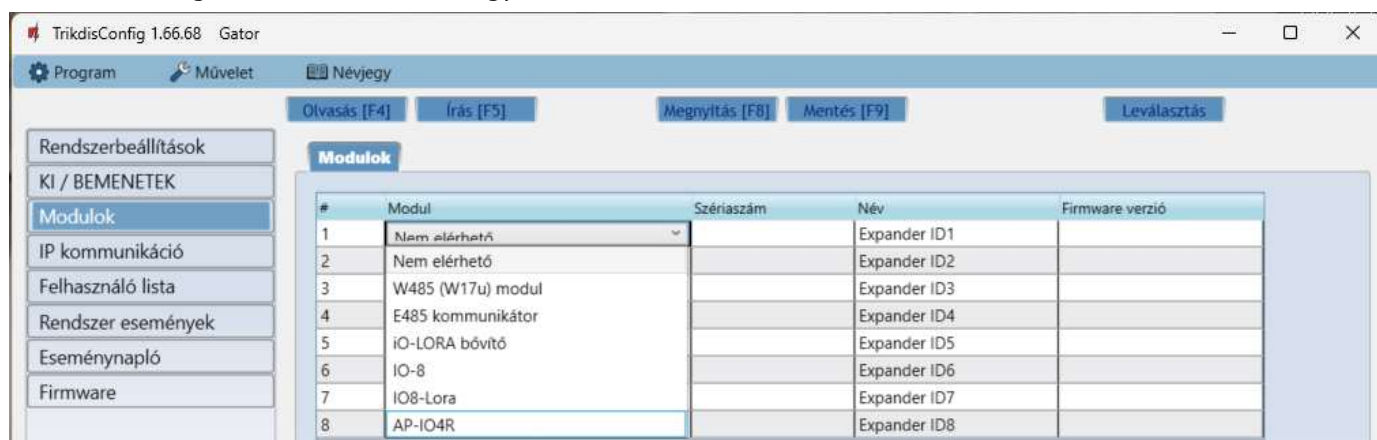 TrikdisConfig 1.66.68 Gator
Program Művelet Névjegy
Olvasás [F4] Írás [F5] Megnyitás [F8] Mentés [F9] Leválasztás
Rendszerbeállítások
KI / BEMENETEK
Modulok
IP kommunikáció
Felhasználó lista
Rendszer események
Eseménynapló
Firmware
Modulok
# Modul Szériaszám Név Firmware verzió
1 Nem elérhető Expander ID1
2 Nem elérhető Expander ID2
3 W485 (W17u) modul Expander ID3
4 E485 kommunikátor Expander ID4
5 iO-LORA bővítő Expander ID5
6 IO-8 Expander ID6
7 IO8-Lora Expander ID7
8 AP-IO4R Expander ID8